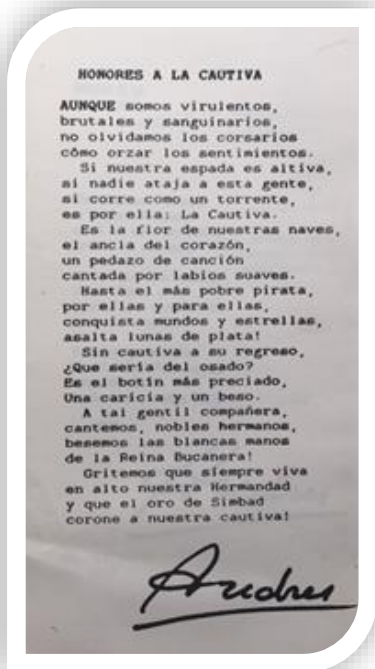 HONORES A LA CAUTIVA
AUNQUE somos virulentos,
brutales y sanguinarios,
no olvidamos los corsarios
cómo orzar los sentimientos.
Si nuestra espada es altiva,
si nadie ataja a esta gente,
si corre como un torrente,
es por ella: La Cautiva.
Es la flor de nuestras naves,
el ancla del corazón,
un pedazo de canción
cantada por labios suaves.
Hasta el más pobre pirata,
por ellas y para ellas,
conquista mundos y estrellas,
asalta lunas de plata!
Sin cautiva a su regreso,
¿Que sería del osado?
Es el botín más preciado,
Una caricia y un beso.
A tal gentil compañera,
cantemos, nobles hermanos,
besemos las blancas manos
de la Reina Bucanera!
Gritemos que siempre viva
en alto nuestra Hermandad
y que el oro de Simbad
corone a nuestra cautiva!
Andres